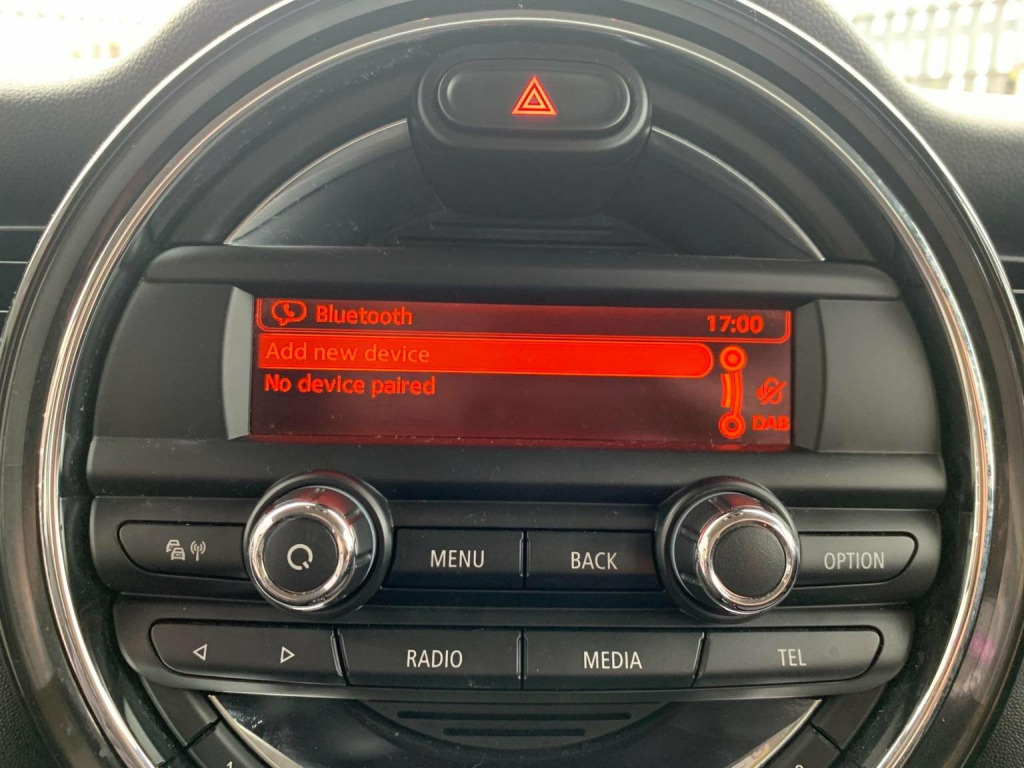 Bluetooth 17:00
Add new device
No device paired
DAB
MENU BACK OPTION
RADIO MEDIA TEL